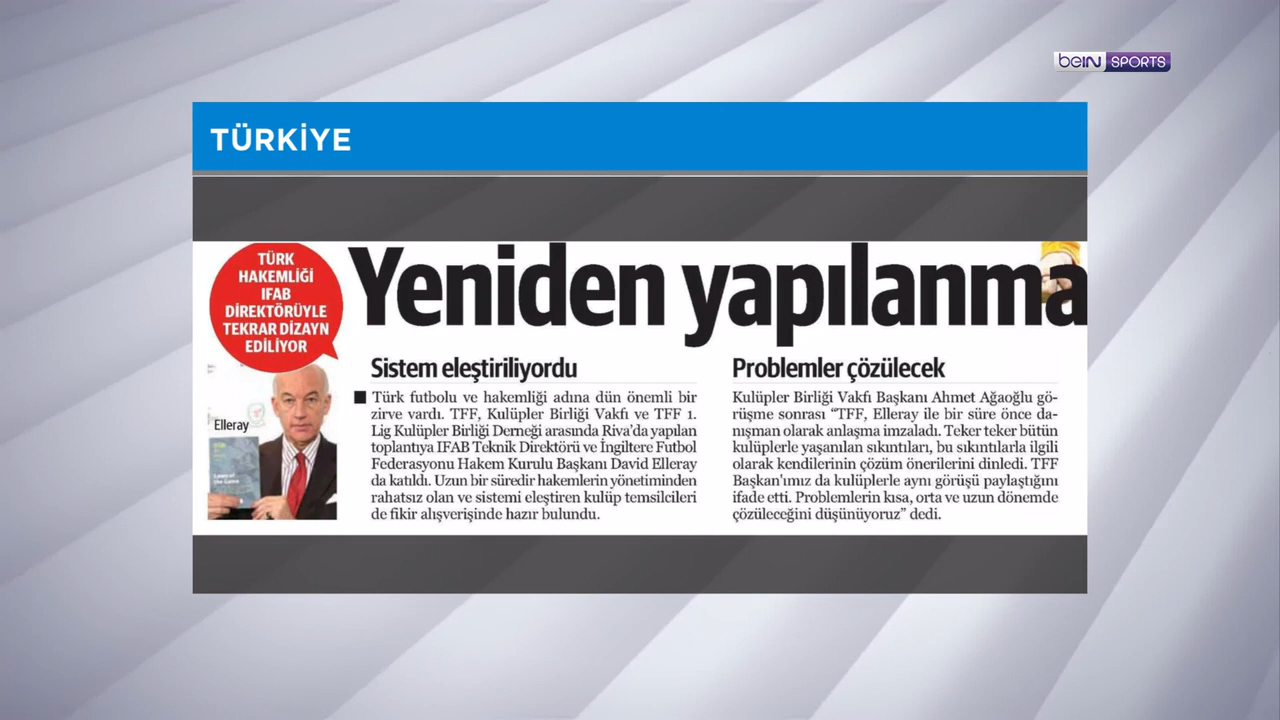 beIN SPORTS
TÜRKİYE
TÜRK
HAKEMLİĞİ
IFAB
DİREKTÖRÜYLE
TEKRAR DİZAYN
EDİLİYOR
Yeniden yapılanma
Elleray
Laws of
the Game
Sistem eleştiriliyordu
Türk futbolu ve hakemliği adına dün önemli bir
zirve vardı. TFF, Kulüpler Birliği Vakfı ve TFF 1.
Lig Kulüpler Birliği Derneği arasında Riva'da yapılan
toplantıya IFAB Teknik Direktörü ve İngiltere Futbol
Federasyonu Hakem Kurulu Başkanı David Elleray
da katıldı. Uzun bir süredir hakemlerin yönetiminden
rahatsız olan ve sistemi eleştiren kulüp temsilcileri
de fikir alışverişinde hazır bulundu.
Problemler çözülecek
Kulüpler Birliği Vakfı Başkanı Ahmet Ağaoğlu gö-
rüşme sonrası “TFF, Elleray ile bir süre önce da-
nışman olarak anlaşma imzaladı. Teker teker bütün
kulüplerle yaşanılan sıkıntıları, bu sıkıntılarla ilgili
olarak kendilerinin çözüm önerilerini dinledi. TFF
Başkan'ımız da kulüplerle aynı görüşü paylaştığını
ifade etti. Problemlerin kısa, orta ve uzun dönemde
çözüleceğini düşünüyoruz” dedi.